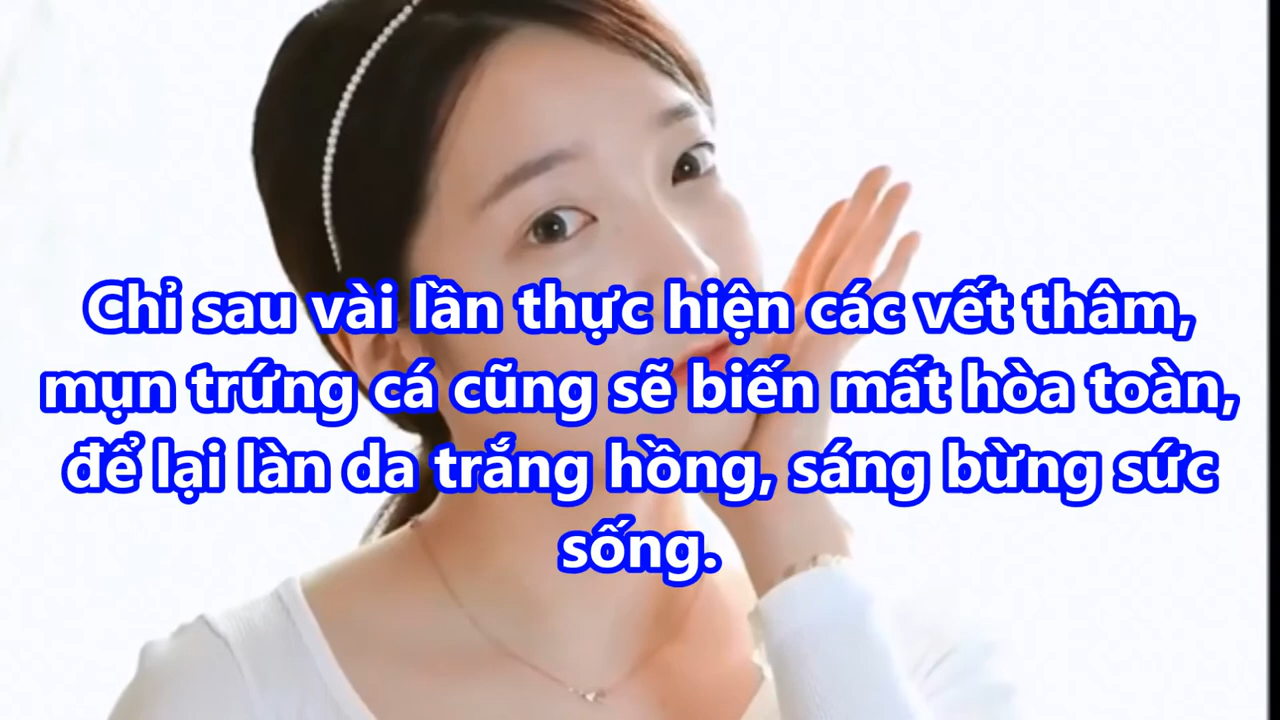 Chỉ sau vài lần thực hiện các vết thâm,
mụn trứng cá cũng sẽ biến mất hòa toàn,
để lại làn da trắng hồng, sáng bừng sức
sống.